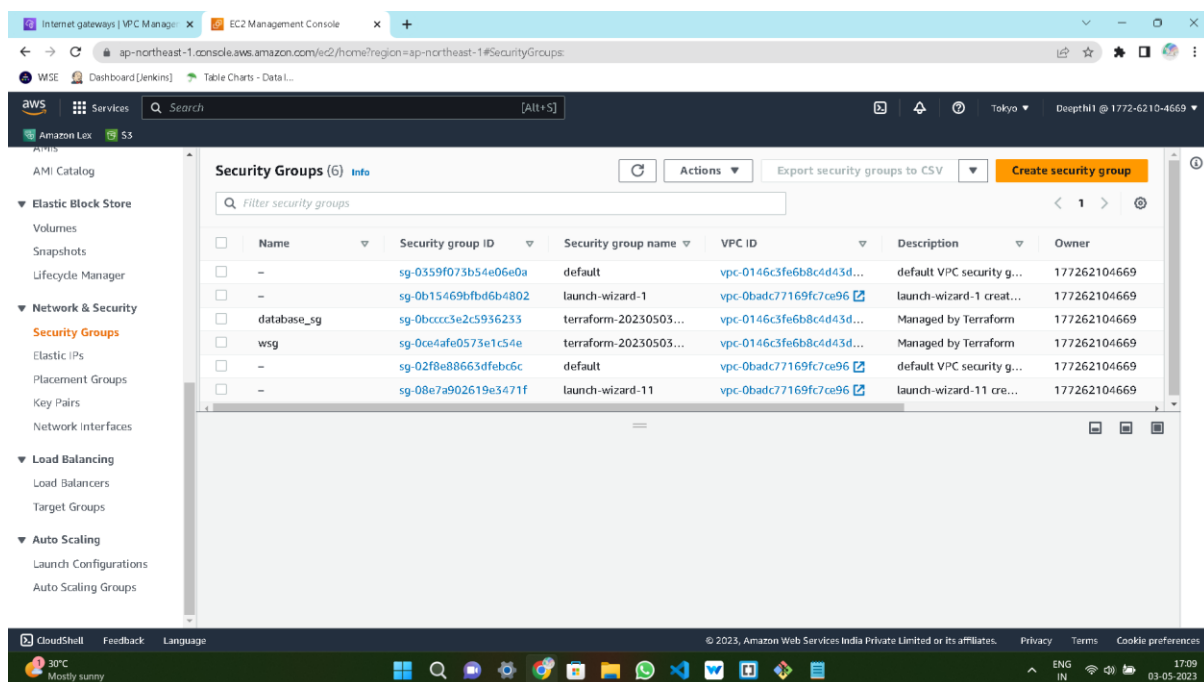 Internet gateways | VPC Manage
EC2 Management Console
ap-northeast-1.console.aws.amazon.com/ec2/home?region=ap-northeast-1#SecurityGroups:
WISE
Dashboard [Jenkins]
Table Charts - Data I...
aws
Services
Search
[Alt+S]
Tokyo
Deepthi1 @ 1772-6210-4669
Amazon Lex
S3
AMIs
AMI Catalog
Elastic Block Store
Volumes
Snapshots
Lifecycle Manager
Network & Security
Security Groups
Elastic IPs
Placement Groups
Key Pairs
Network Interfaces
Load Balancing
Load Balancers
Target Groups
Auto Scaling
Launch Configurations
Auto Scaling Groups
Security Groups (6) Info
Actions
Export security groups to CSV
Create security group
Filter security groups
1
Name Security group ID Security group name VPC ID Description Owner
– sg-0359f073b54e06e0a default vpc-0146c3fe6b8c4d43d... default VPC security g... 177262104669
– sg-0b15469bfbd6b4802 launch-wizard-1 vpc-0badc77169fc7ce96 launch-wizard-1 creat... 177262104669
database_sg sg-0bcccc3e2c5936233 terraform-20230503... vpc-0146c3fe6b8c4d43d... Managed by Terraform 177262104669
wsg sg-0ce4afe0573e1c54e terraform-20230503... vpc-0146c3fe6b8c4d43d... Managed by Terraform 177262104669
– sg-02f8e88663dfebc6c default vpc-0badc77169fc7ce96 default VPC security g... 177262104669
– sg-08e7a902619e3471f launch-wizard-11 vpc-0badc77169fc7ce96 launch-wizard-11 cre... 177262104669
CloudShell
Feedback
Language
© 2023, Amazon Web Services India Private Limited or its affiliates.
Privacy
Terms
Cookie preferences
1
30°C
Mostly sunny
ENG
IN
17:09
03-05-2023